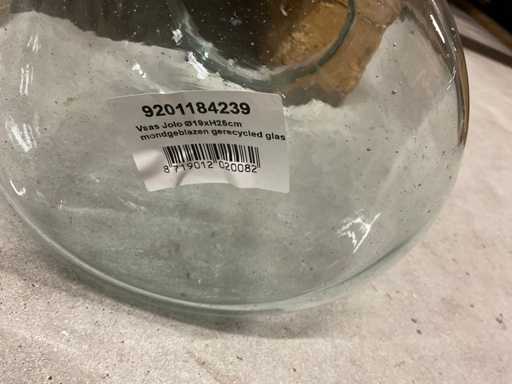 9201184239
Vaas Jolo Ø19xH26cm
mondgeblazen gerecycled glas
8 719012 020082